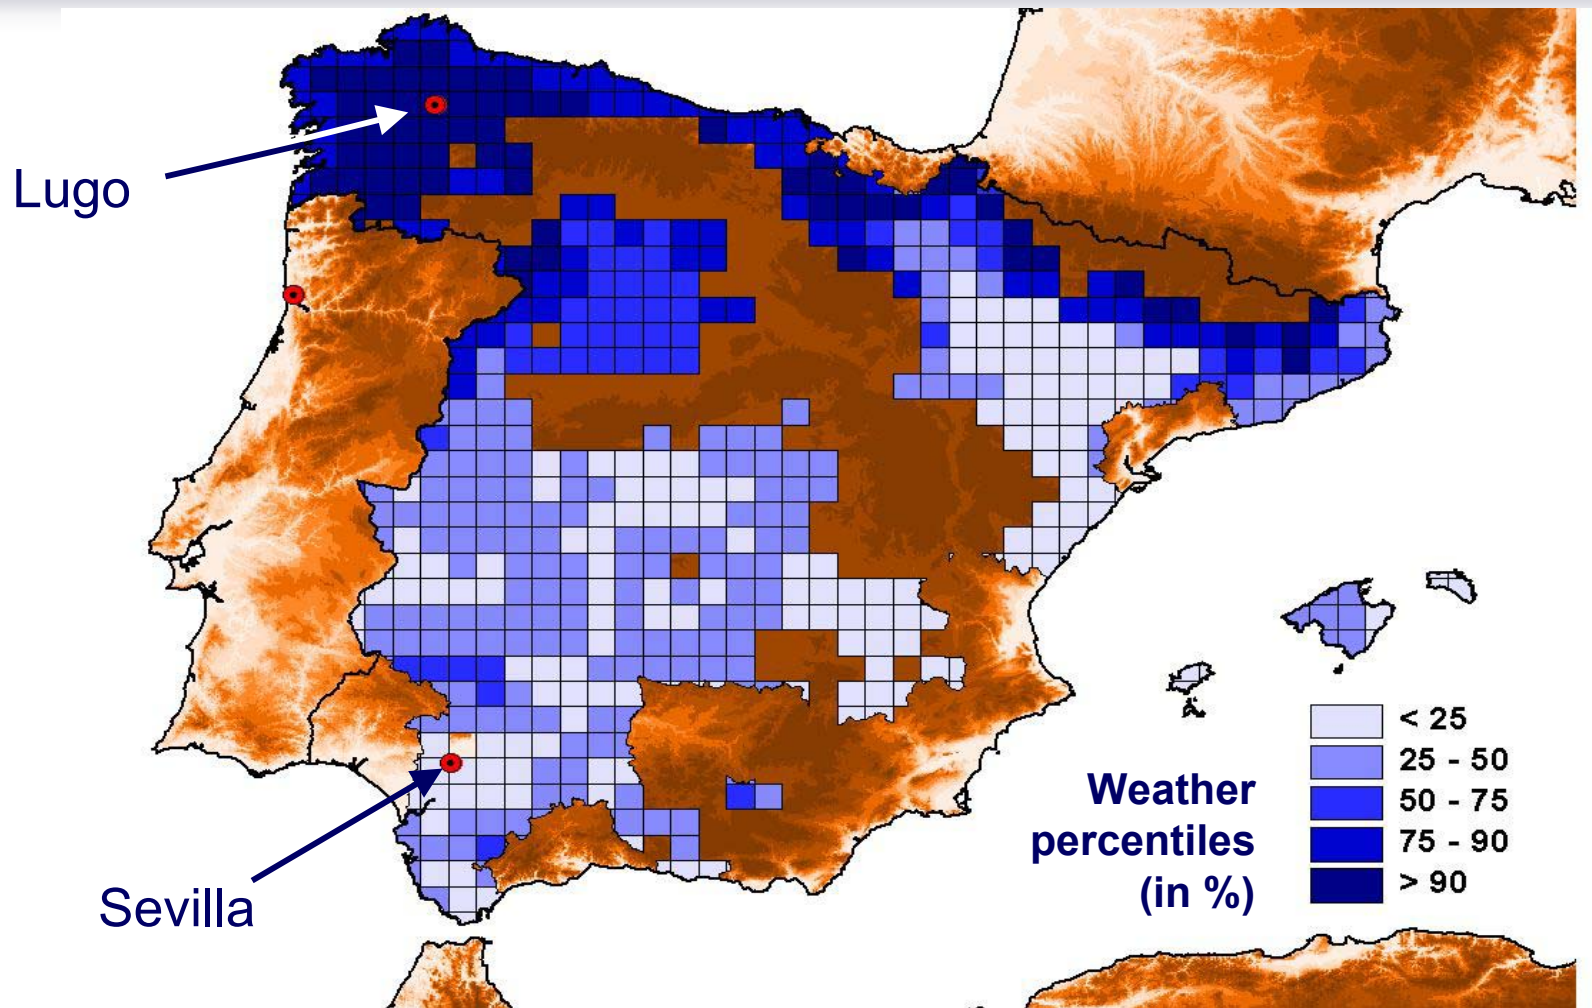 Lugo
Sevilla
Weather
percentiles
(in %)
< 25
25 - 50
50 - 75
75 - 90
> 90